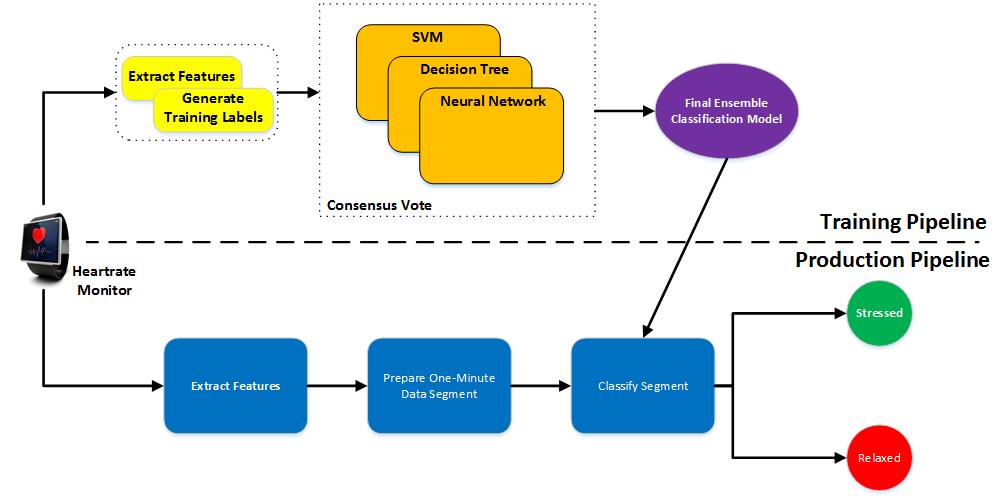 SVM
Decision Tree
Neural Network
Extract Features
Generate
Training Labels
Consensus Vote
Final Ensemble
Classification Model
Training Pipeline
Production Pipeline
Heartrate
Monitor
Extract Features
Prepare One-Minute
Data Segment
Classify Segment
Stressed
Relaxed